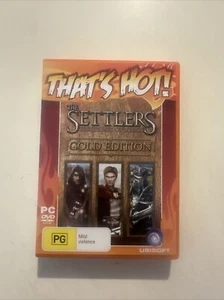 THAT'S HOT!
THE
SETTLERS
GOLD EDITION
PC
DVD
PG
Mild
violence
UBISOFT